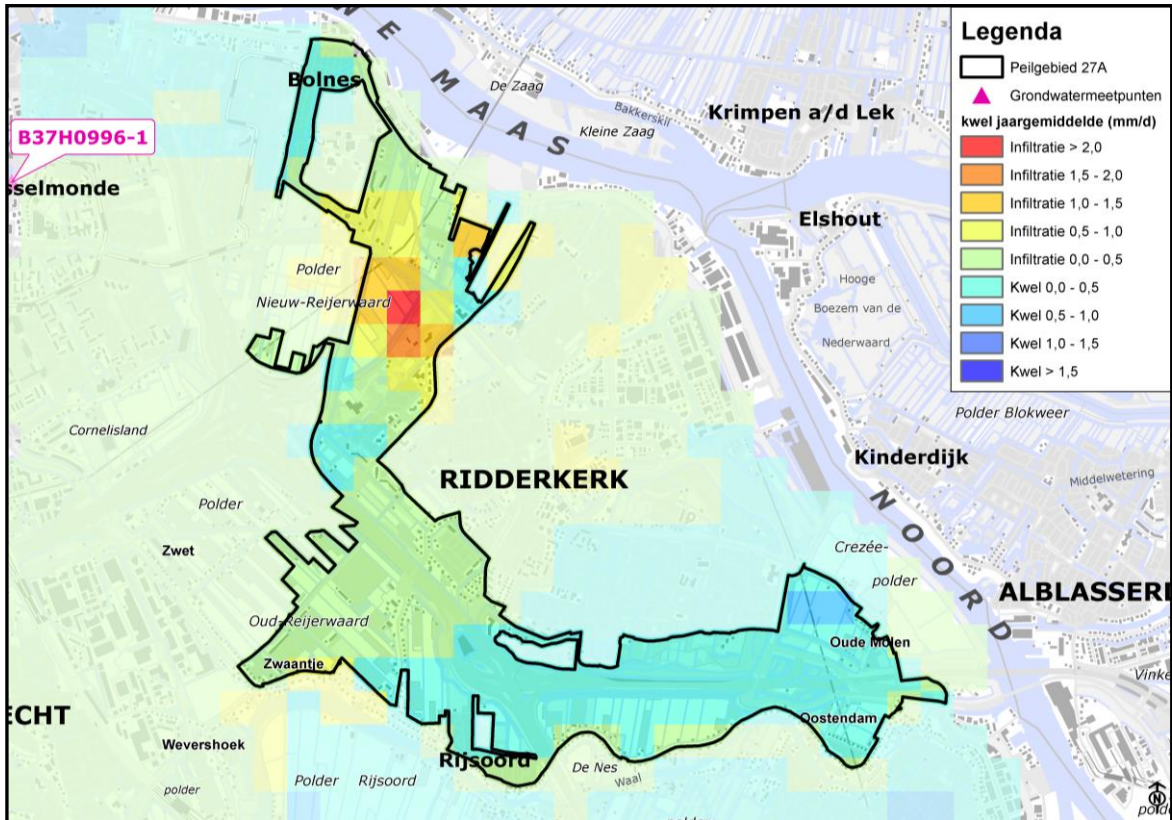 Legenda
Peilgebied 27A
Grondwatermeetpunten
kwel jaargemiddelde (mm/d)
Infiltratie > 2,0
Infiltratie 1,5 - 2,0
Infiltratie 1,0 - 1,5
Infiltratie 0,5 - 1,0
Infiltratie 0,0 - 0,5
Kwel 0,0 - 0,5
Kwel 0,5 - 1,0
Kwel 1,0 - 1,5
Kwel > 1,5
E MAAS
De Zaag
Bolnes
Bakkerskil
Krimpen a/d Lek
Kleine Zaag
B37H0996-1
sselmonde
Elshout
Polder
Nieuw-Reijerwaard
Hooge
Boezem van de
Nederwaard
Polder Blokweer
Cornelisland
Kinderdijk
Middelwetering
RIDDERKERK
Polder
NOORD
Zwet
Crezée-
polder
ALBLASSER
Oud-Reijerwaard
Oude Molen
Zwaantje
Vinke
ECHT
Oostendam
Wevershoek
Rijsoord
De Nes
Waal
Polder Rijsoord
polder
polder
N